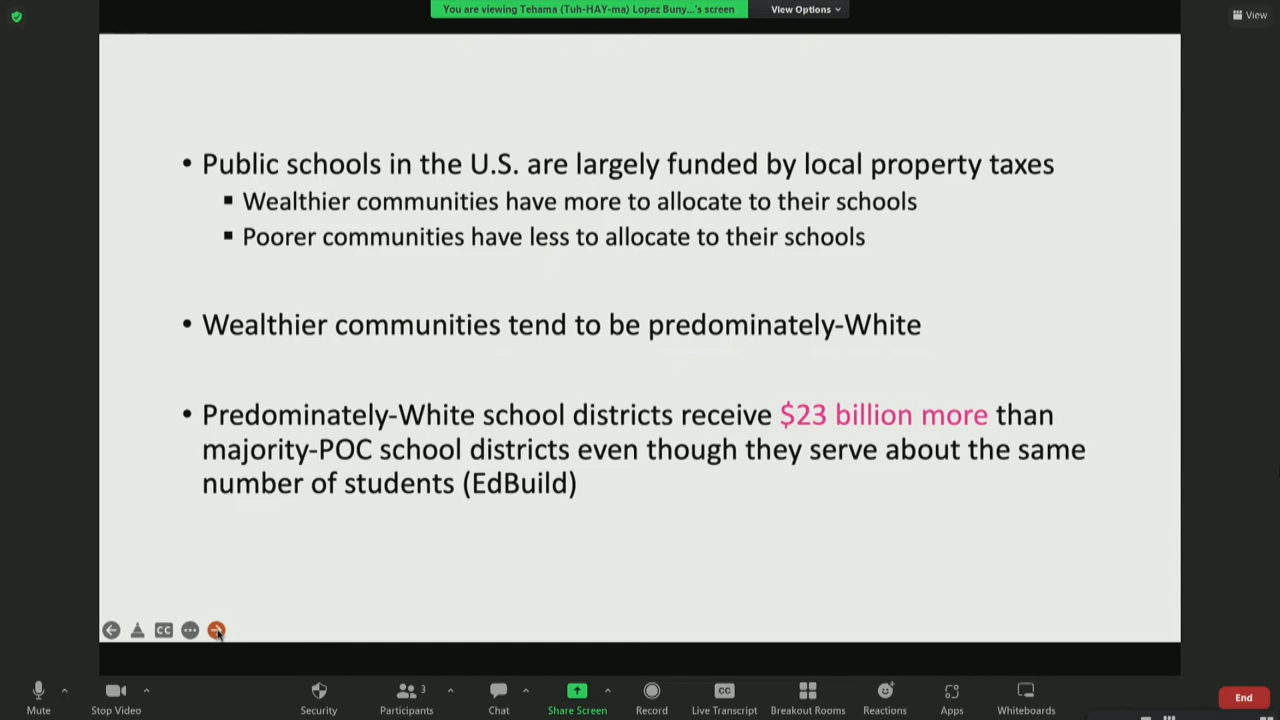 You are viewing Tehama (Tuh-HAY-ma) Lopez Buny...'s screen
View Options
View
• Public schools in the U.S. are largely funded by local property taxes
▪ Wealthier communities have more to allocate to their schools
▪ Poorer communities have less to allocate to their schools
• Wealthier communities tend to be predominately-White
• Predominately-White school districts receive $23 billion more than
majority-POC school districts even though they serve about the same
number of students (EdBuild)
CC
3
CC
Mute
Stop Video
Security
Participants
Chat
Share Screen
Record
Live Transcript
Breakout Rooms
Reactions
Apps
Whiteboards
End